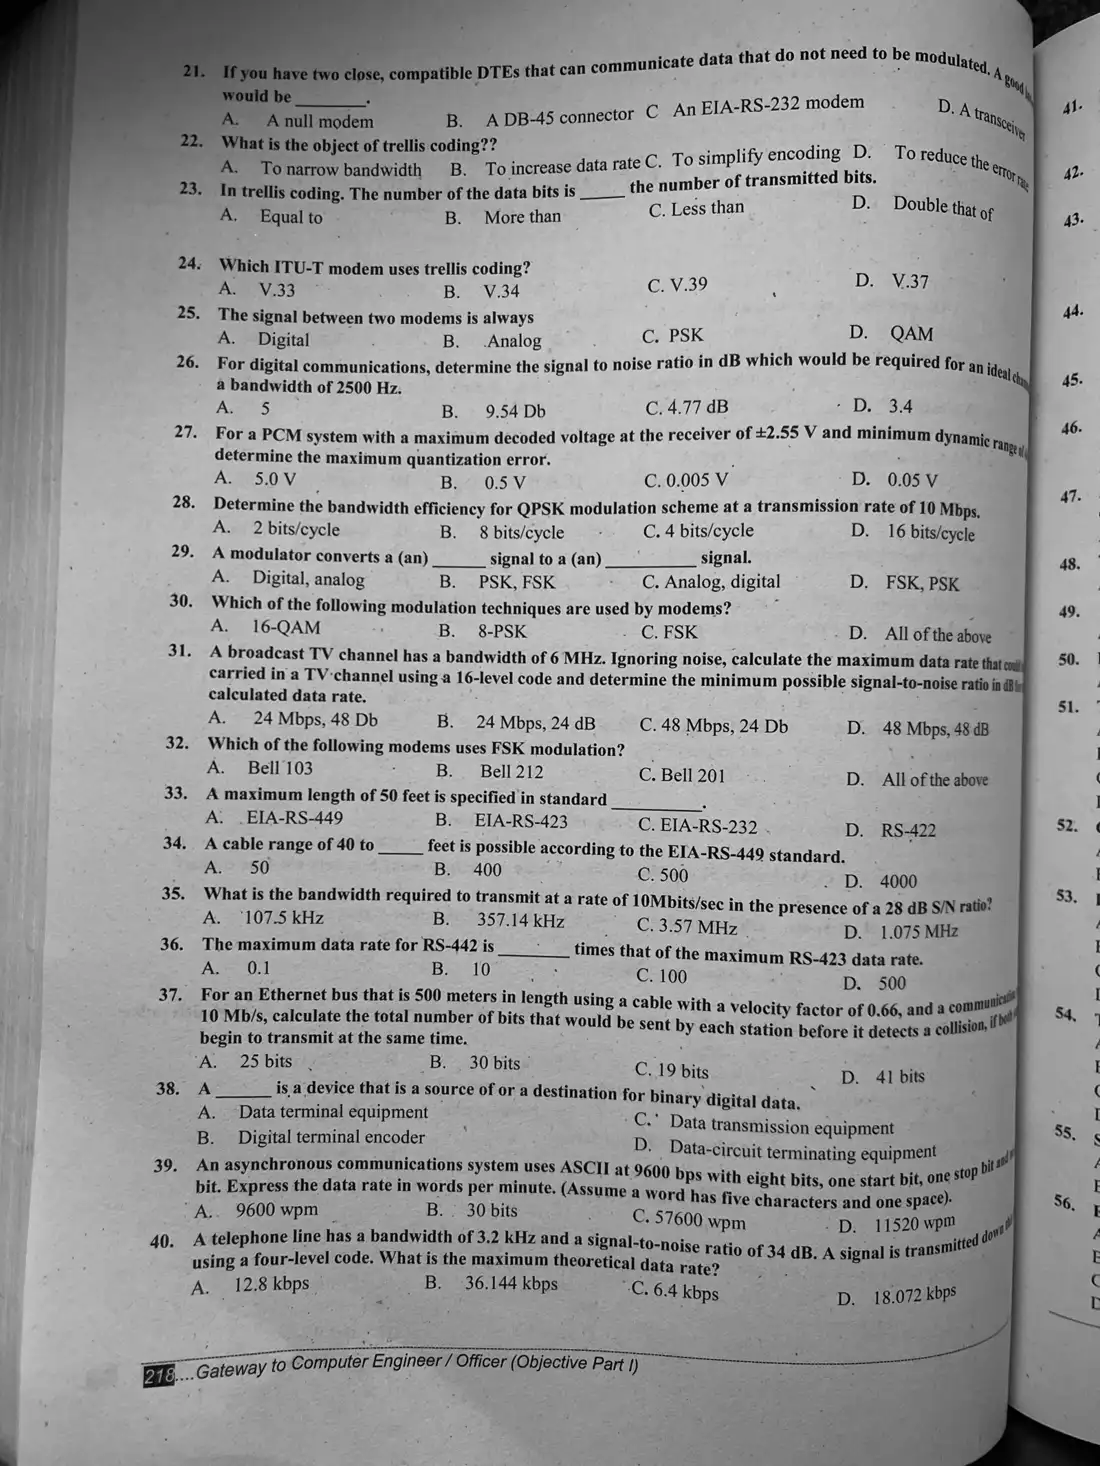 21. If you have two close, compatible DTEs that can communicate data that do not need to be modulated. A good
would be ________.
A. A null modem B. A DB-45 connector C An EIA-RS-232 modem D. A transceiver
22. What is the object of trellis coding??
A. To narrow bandwidth B. To increase data rate C. To simplify encoding D. To reduce the error rate
23. In trellis coding. The number of the data bits is _____ the number of transmitted bits.
A. Equal to B. More than C. Less than D. Double that of
24. Which ITU-T modem uses trellis coding?
A. V.33 B. V.34 C. V.39 D. V.37
25. The signal between two modems is always
A. Digital B. Analog C. PSK D. QAM
26. For digital communications, determine the signal to noise ratio in dB which would be required for an ideal
a bandwidth of 2500 Hz.
A. 5 B. 9.54 Db C. 4.77 dB D. 3.4
27. For a PCM system with a maximum decoded voltage at the receiver of ±2.55 V and minimum dynamic range of
determine the maximum quantization error.
A. 5.0 V B. 0.5 V C. 0.005 V D. 0.05 V
28. Determine the bandwidth efficiency for QPSK modulation scheme at a transmission rate of 10 Mbps.
A. 2 bits/cycle B. 8 bits/cycle C. 4 bits/cycle D. 16 bits/cycle
29. A modulator converts a (an) ______ signal to a (an) __________ signal.
A. Digital, analog B. PSK, FSK C. Analog, digital D. FSK, PSK
30. Which of the following modulation techniques are used by modems?
A. 16-QAM B. 8-PSK C. FSK D. All of the above
31. A broadcast TV channel has a bandwidth of 6 MHz. Ignoring noise, calculate the maximum data rate that could
carried in a TV channel using a 16-level code and determine the minimum possible signal-to-noise ratio in dB
calculated data rate.
A. 24 Mbps, 48 Db B. 24 Mbps, 24 dB C. 48 Mbps, 24 Db D. 48 Mbps, 48 dB
32. Which of the following modems uses FSK modulation?
A. Bell 103 B. Bell 212 C. Bell 201 D. All of the above
33. A maximum length of 50 feet is specified in standard __________.
A. EIA-RS-449 B. EIA-RS-423 C. EIA-RS-232 D. RS-422
34. A cable range of 40 to _____ feet is possible according to the EIA-RS-449 standard.
A. 50 B. 400 C. 500 D. 4000
35. What is the bandwidth required to transmit at a rate of 10Mbits/sec in the presence of a 28 dB S/N ratio?
A. 107.5 kHz B. 357.14 kHz C. 3.57 MHz D. 1.075 MHz
36. The maximum data rate for RS-442 is ________ times that of the maximum RS-423 data rate.
A. 0.1 B. 10 C. 100 D. 500
37. For an Ethernet bus that is 500 meters in length using a cable with a velocity factor of 0.66, and a communication
10 Mb/s, calculate the total number of bits that would be sent by each station before it detects a collision, if both
begin to transmit at the same time.
A. 25 bits B. 30 bits C. 19 bits D. 41 bits
38. A ______ is a device that is a source of or a destination for binary digital data.
A. Data terminal equipment C. Data transmission equipment
B. Digital terminal encoder D. Data-circuit terminating equipment
39. An asynchronous communications system uses ASCII at 9600 bps with eight bits, one start bit, one stop bit and
bit. Express the data rate in words per minute. (Assume a word has five characters and one space).
A. 9600 wpm B. 30 bits C. 57600 wpm D. 11520 wpm
40. A telephone line has a bandwidth of 3.2 kHz and a signal-to-noise ratio of 34 dB. A signal is transmitted down
using a four-level code. What is the maximum theoretical data rate?
A. 12.8 kbps B. 36.144 kbps C. 6.4 kbps D. 18.072 kbps
218....Gateway to Computer Engineer / Officer (Objective Part I)
41.
42.
43.
44.
45.
46.
47.
48.
49.
50.
51.
52.
53.
54.
55.
56.